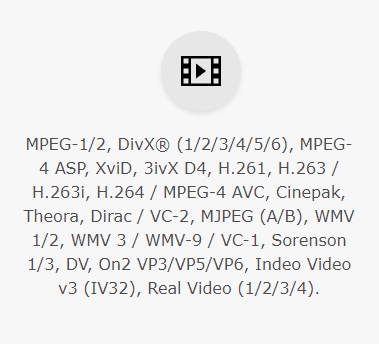 MPEG-1/2, DivX® (1/2/3/4/5/6), MPEG-
4 ASP, XviD, 3ivX D4, H.261, H.263 /
H.263i, H.264 / MPEG-4 AVC, Cinepak,
Theora, Dirac / VC-2, MJPEG (A/B), WMV
1/2, WMV 3 / WMV-9 / VC-1, Sorenson
1/3, DV, On2 VP3/VP5/VP6, Indeo Video
v3 (IV32), Real Video (1/2/3/4).